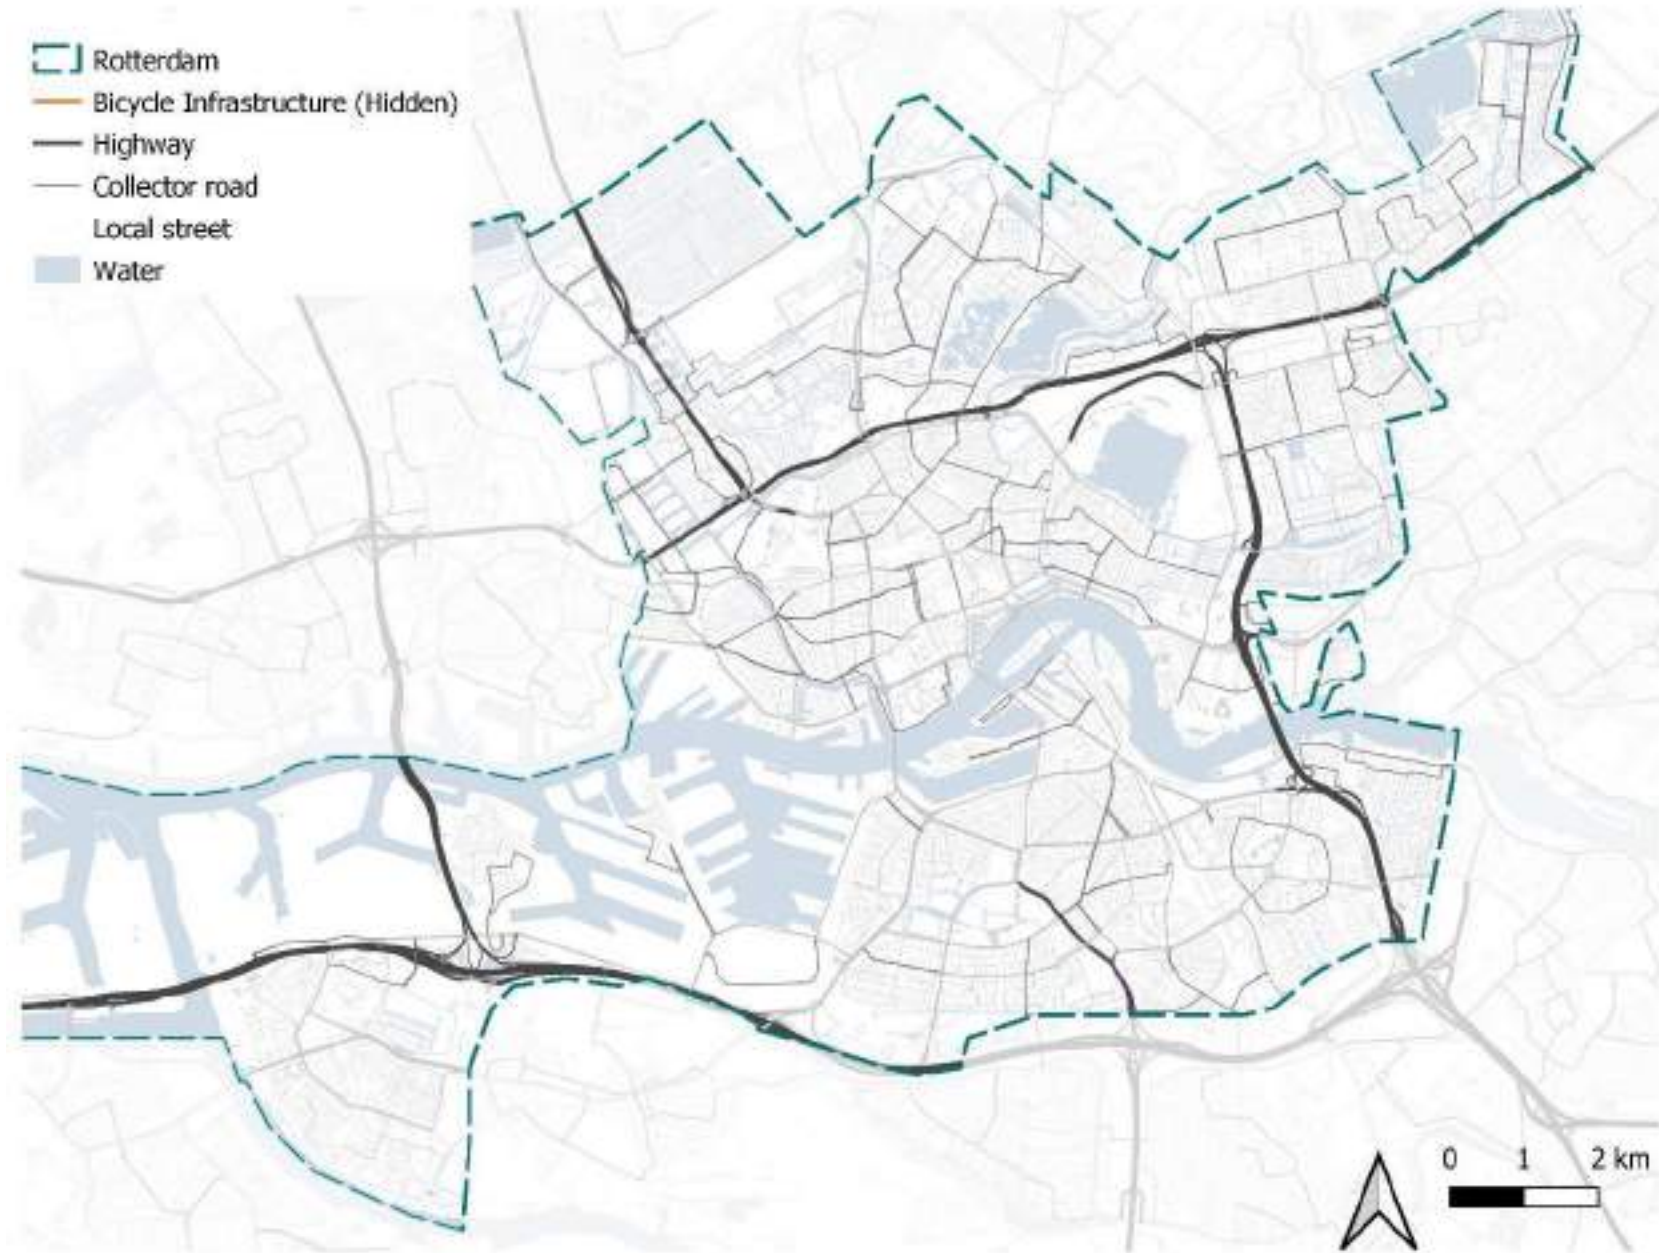 Rotterdam
Bicycle Infrastructure (Hidden)
Highway
Collector road
Local street
Water
0 1 2 km